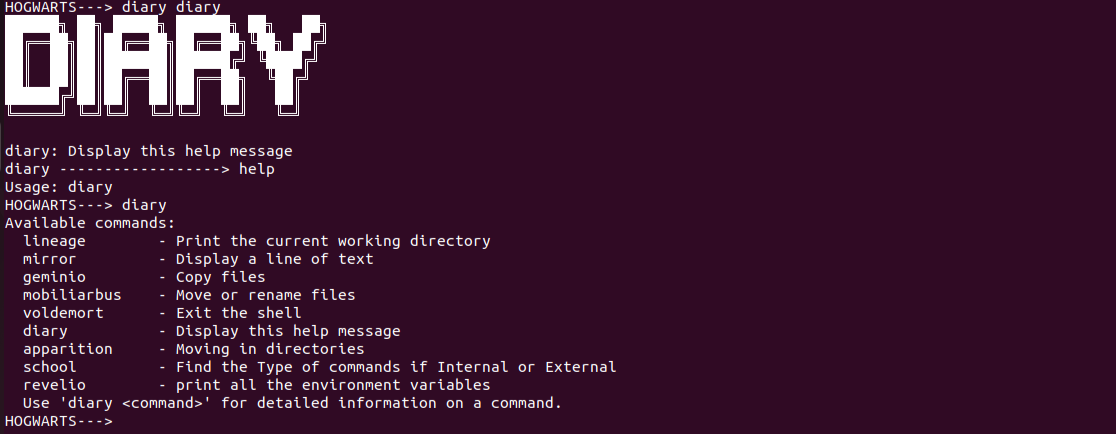 HOGWARTS---> diary diary
DIARY
diary: Display this help message
diary ------------------> help
Usage: diary
HOGWARTS---> diary
Available commands:
  lineage        - Print the current working directory
  mirror         - Display a line of text
  geminio        - Copy files
  mobiliarbus    - Move or rename files
  voldemort      - Exit the shell
  diary          - Display this help message
  apparition     - Moving in directories
  school         - Find the Type of commands if Internal or External
  revelio        - print all the environment variables
  Use 'diary <command>' for detailed information on a command.
HOGWARTS--->